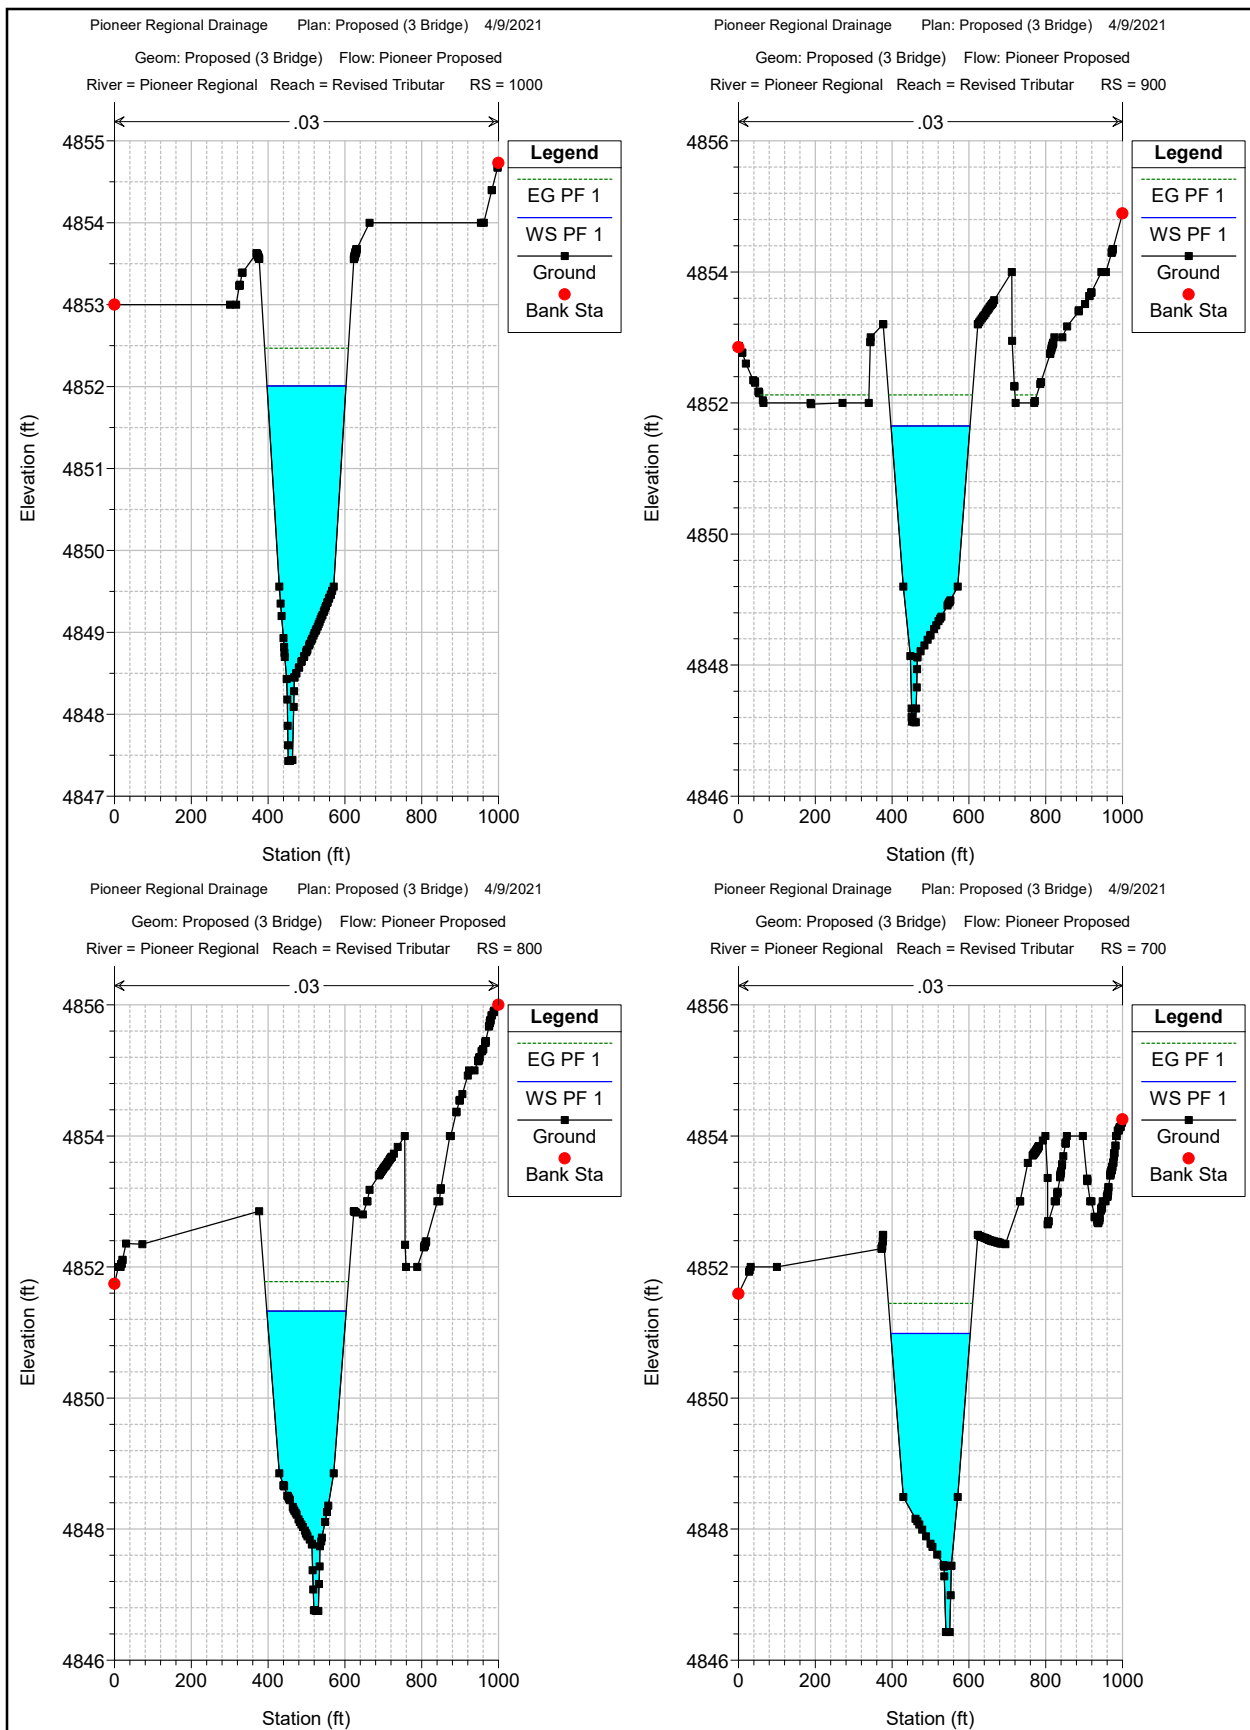 Pioneer Regional Drainage Plan: Proposed (3 Bridge) 4/9/2021
Geom: Proposed (3 Bridge) Flow: Pioneer Proposed
River = Pioneer Regional Reach = Revised Tributar RS = 1000
.03
4855
4854
4853
4852
4851
4850
4849
4848
4847
Elevation (ft)
0 200 400 600 800 1000
Station (ft)
Legend
EG PF 1
WS PF 1
Ground
Bank Sta
Pioneer Regional Drainage Plan: Proposed (3 Bridge) 4/9/2021
Geom: Proposed (3 Bridge) Flow: Pioneer Proposed
River = Pioneer Regional Reach = Revised Tributar RS = 900
.03
4856
4854
4852
4850
4848
4846
Elevation (ft)
0 200 400 600 800 1000
Station (ft)
Legend
EG PF 1
WS PF 1
Ground
Bank Sta
Pioneer Regional Drainage Plan: Proposed (3 Bridge) 4/9/2021
Geom: Proposed (3 Bridge) Flow: Pioneer Proposed
River = Pioneer Regional Reach = Revised Tributar RS = 800
.03
4856
4854
4852
4850
4848
4846
Elevation (ft)
0 200 400 600 800 1000
Station (ft)
Legend
EG PF 1
WS PF 1
Ground
Bank Sta
Pioneer Regional Drainage Plan: Proposed (3 Bridge) 4/9/2021
Geom: Proposed (3 Bridge) Flow: Pioneer Proposed
River = Pioneer Regional Reach = Revised Tributar RS = 700
.03
4856
4854
4852
4850
4848
4846
Elevation (ft)
0 200 400 600 800 1000
Station (ft)
Legend
EG PF 1
WS PF 1
Ground
Bank Sta